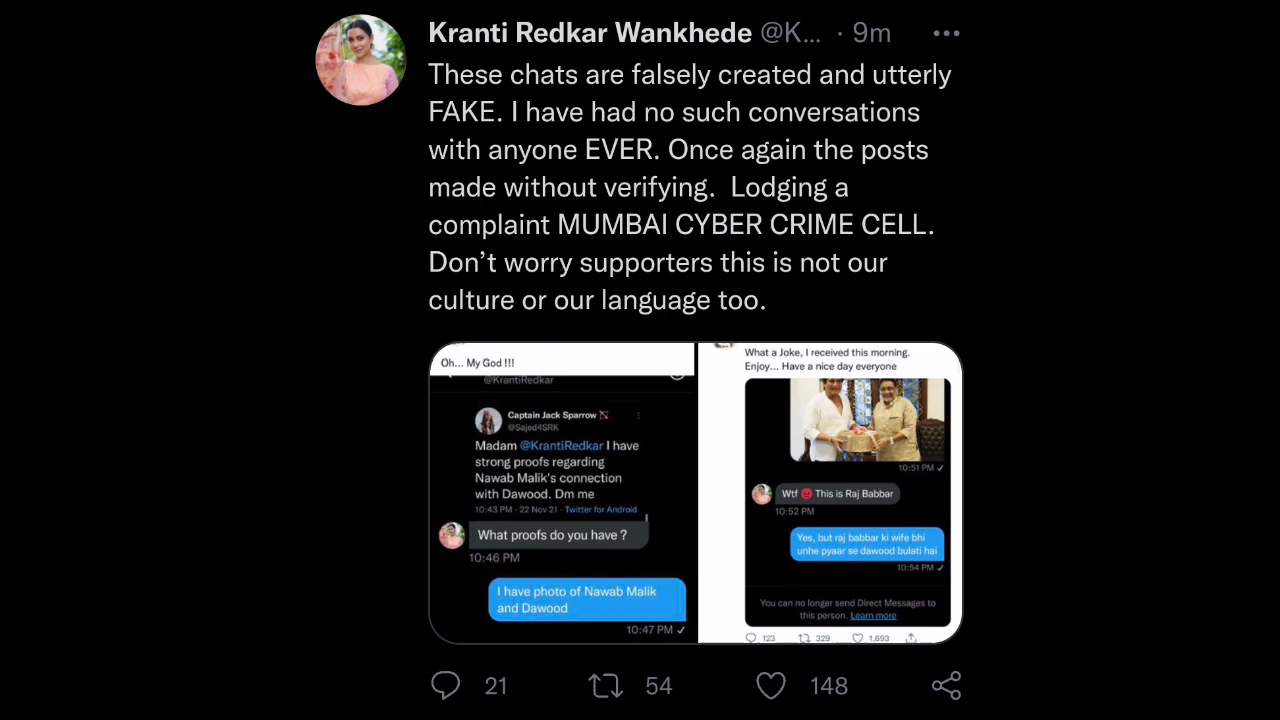 Kranti Redkar Wankhede @K... · 9m
These chats are falsely created and utterly
FAKE. I have had no such conversations
with anyone EVER. Once again the posts
made without verifying.  Lodging a
complaint MUMBAI CYBER CRIME CELL.
Don’t worry supporters this is not our
culture or our language too.
Oh... My God !!!
@KrantiRedkar
Captain Jack Sparrow
@Sajed4SRK
Madam @KrantiRedkar I have
strong proofs regarding
Nawab Malik's connection
with Dawood. Dm me
10:43 PM · 22 Nov 21 · Twitter for Android
What proofs do you have ?
10:46 PM
I have photo of Nawab Malik
and Dawood
10:47 PM ✓
What a Joke, I received this morning.
Enjoy... Have a nice day everyone
10:51 PM ✓
Wtf 😡 This is Raj Babbar
10:52 PM
Yes, but raj babbar ki wife bhi
unhe pyaar se dawood bulati hai
10:54 PM ✓
You can no longer send Direct Messages to
this person. Learn more
123 329 1,693
21 54 148